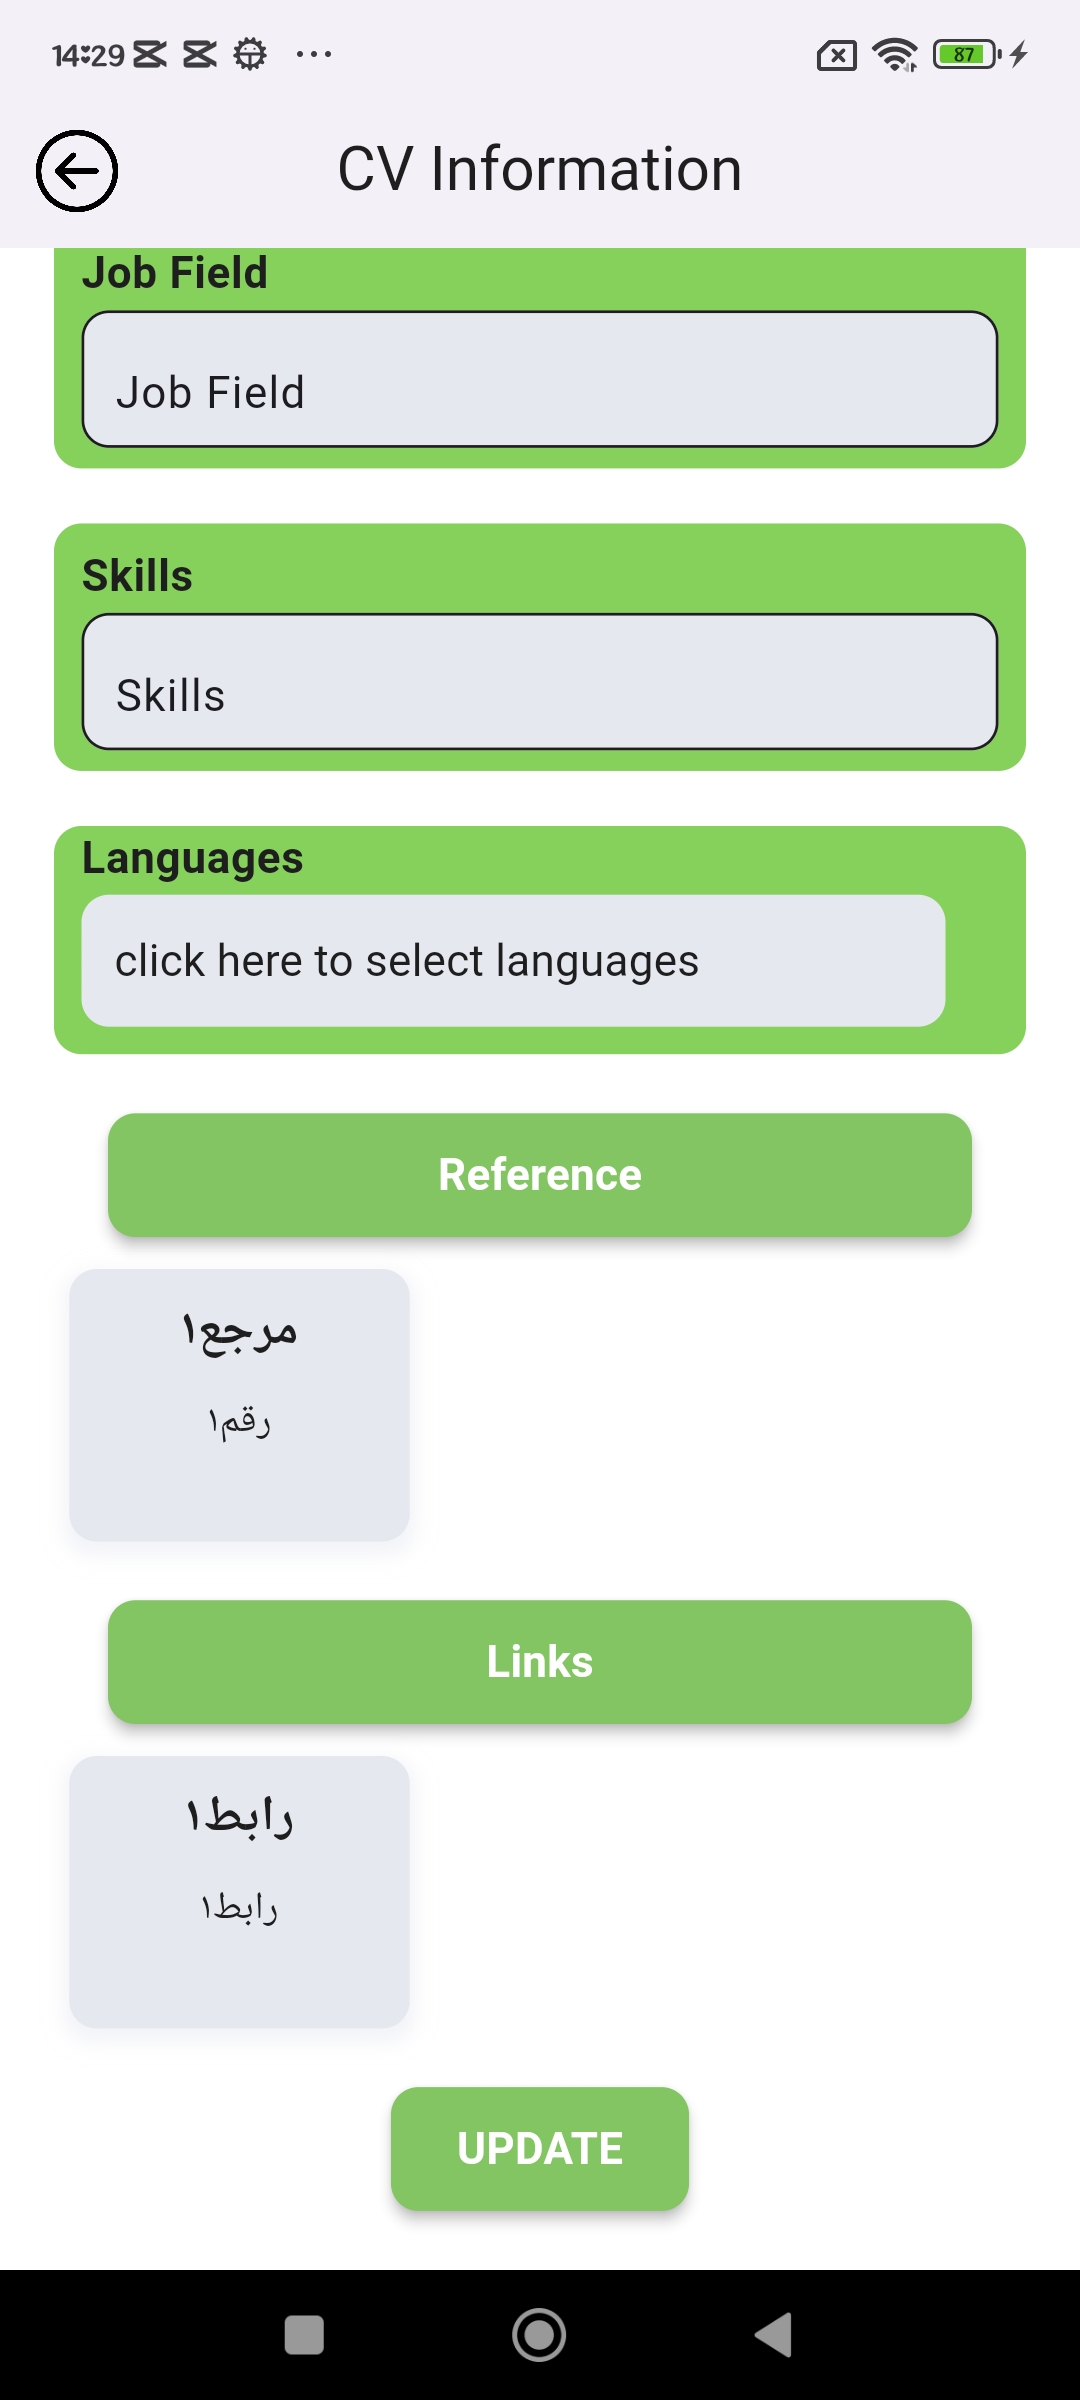 14:29
87
CV Information
Job Field
Job Field
Skills
Skills
Languages
click here to select languages
Reference
مرجع١
رقم١
Links
رابط١
رابط١
UPDATE